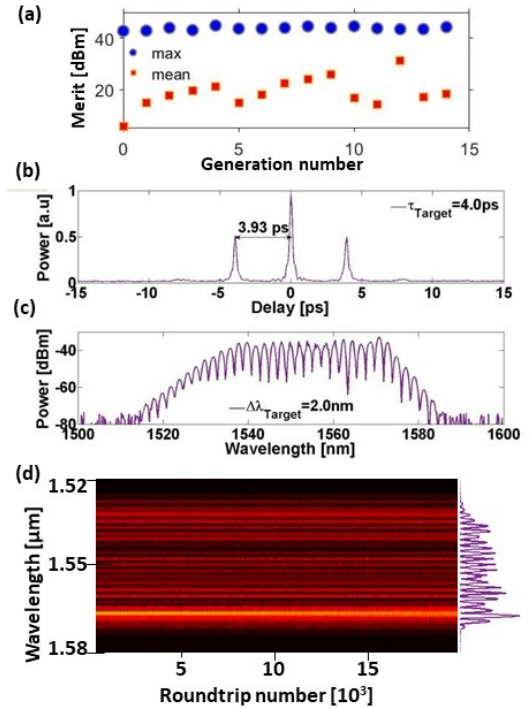 (a)
Merit [dBm]
40
20
max
mean
0
5
10
15
Generation number
(b)
Power [a.u]
1
0.5
0
3.93 ps
τTarget=4.0ps
-15
-10
-5
0
5
10
15
Delay [ps]
(c)
Power [dBm]
-40
-60
-80
Δλ Target=2.0nm
1500
1520
1540
1560
1580
1600
Wavelength [nm]
(d)
Wavelength [µm]
1.52
1.55
1.58
5
10
15
Roundtrip number [10³]